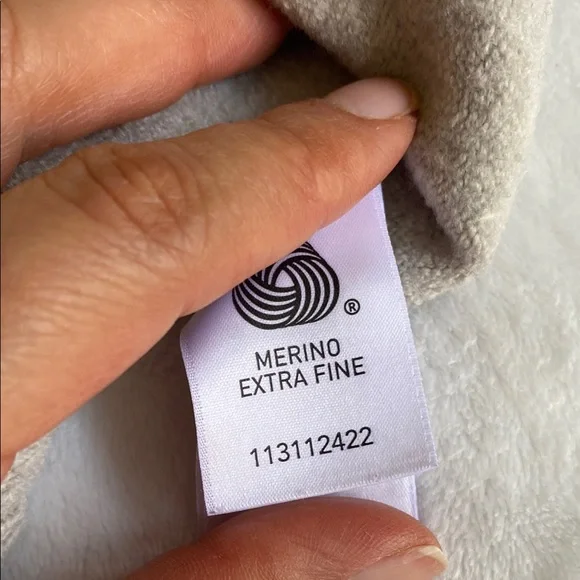 ®
MERINO
EXTRA FINE
113112422